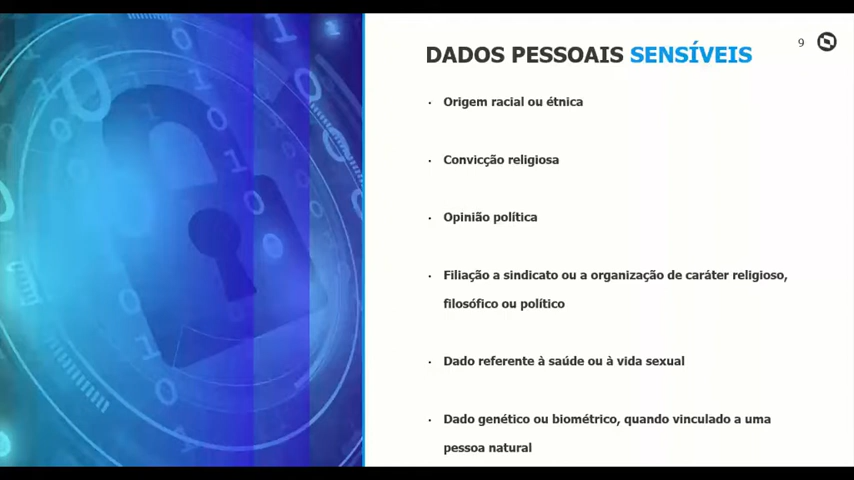 DADOS PESSOAIS SENSÍVEIS
9
· Origem racial ou étnica
· Convicção religiosa
· Opinião política
· Filiação a sindicato ou a organização de caráter religioso,
filosófico ou político
· Dado referente à saúde ou à vida sexual
· Dado genético ou biométrico, quando vinculado a uma
pessoa natural